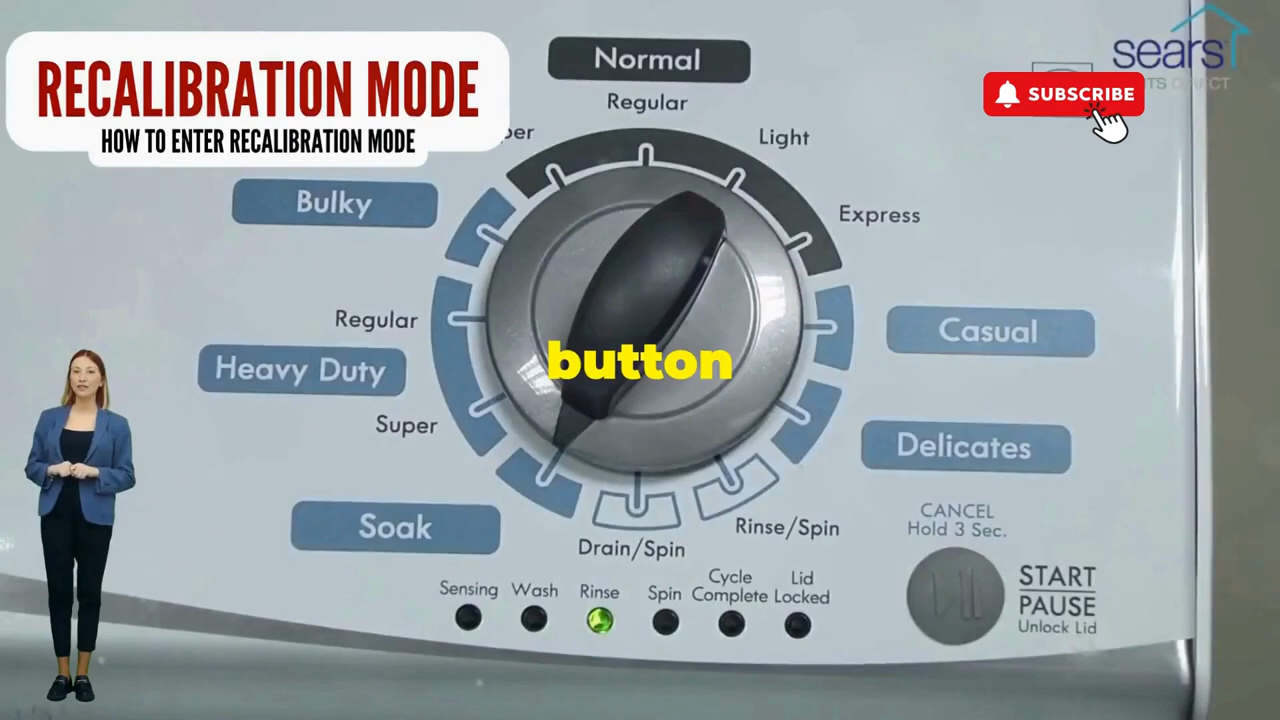 RECALIBRATION MODE
HOW TO ENTER RECALIBRATION MODE
sears
DIRECT
SUBSCRIBE
Normal
Regular
Light
Express
Bulky
Casual
Regular
Heavy Duty
Super
button
Delicates
Soak
Rinse/Spin
Drain/Spin
CANCEL
Hold 3 Sec.
Sensing
Wash
Rinse
Spin
Cycle
Complete
Lid
Locked
START
PAUSE
Unlock Lid